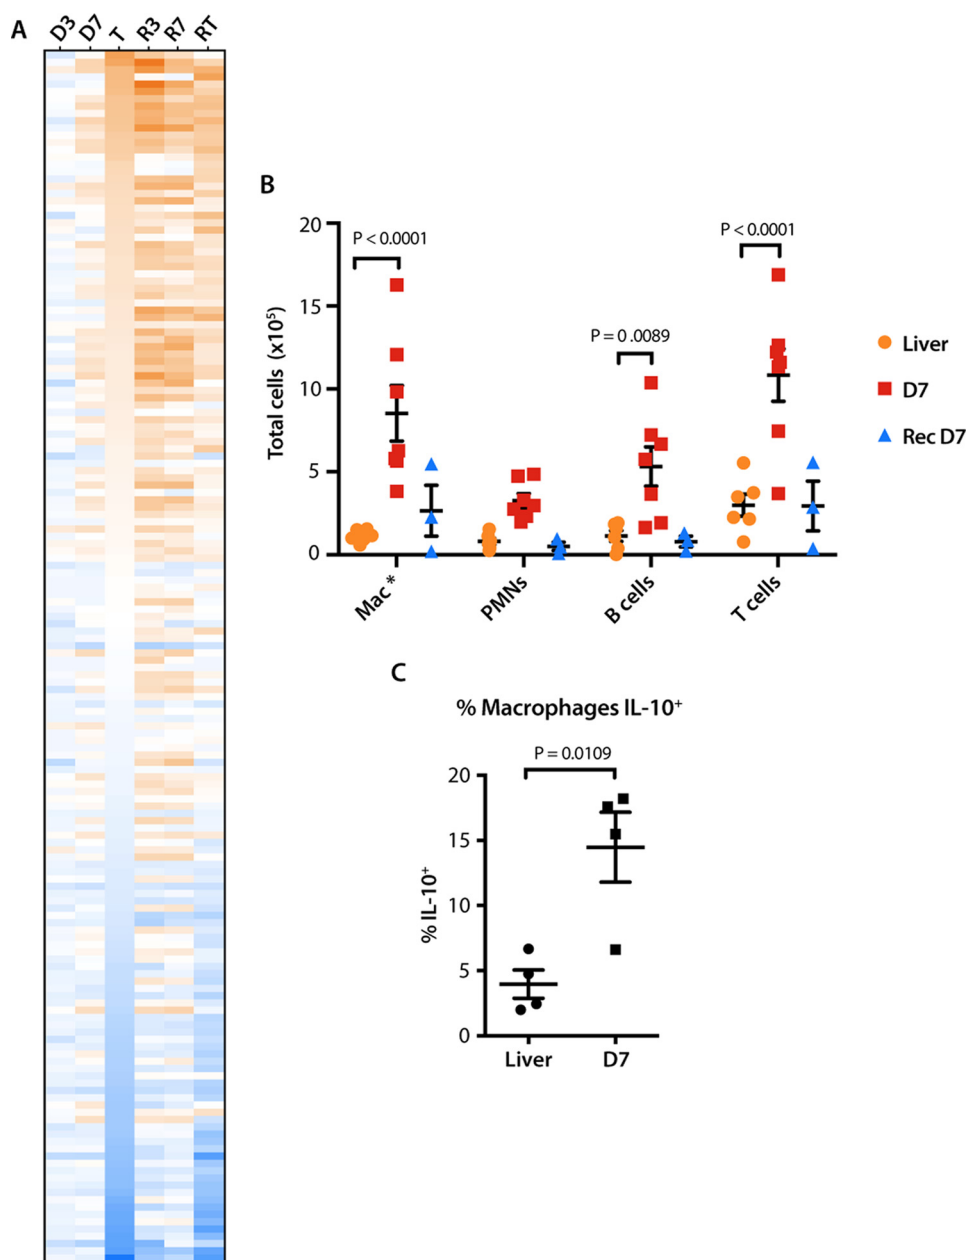 A
D3 D7 T R3 R7 RT
B
20
15
10
5
0
Total cells (x10⁵)
P < 0.0001
P = 0 .0089
P < 0.0001
Mac * PMNs B cells T cells
Liver
D7
Rec D7
C
% Macrophages IL-10⁺
P = 0.0109
20
15
10
5
0
% IL-10⁺
Liver D7